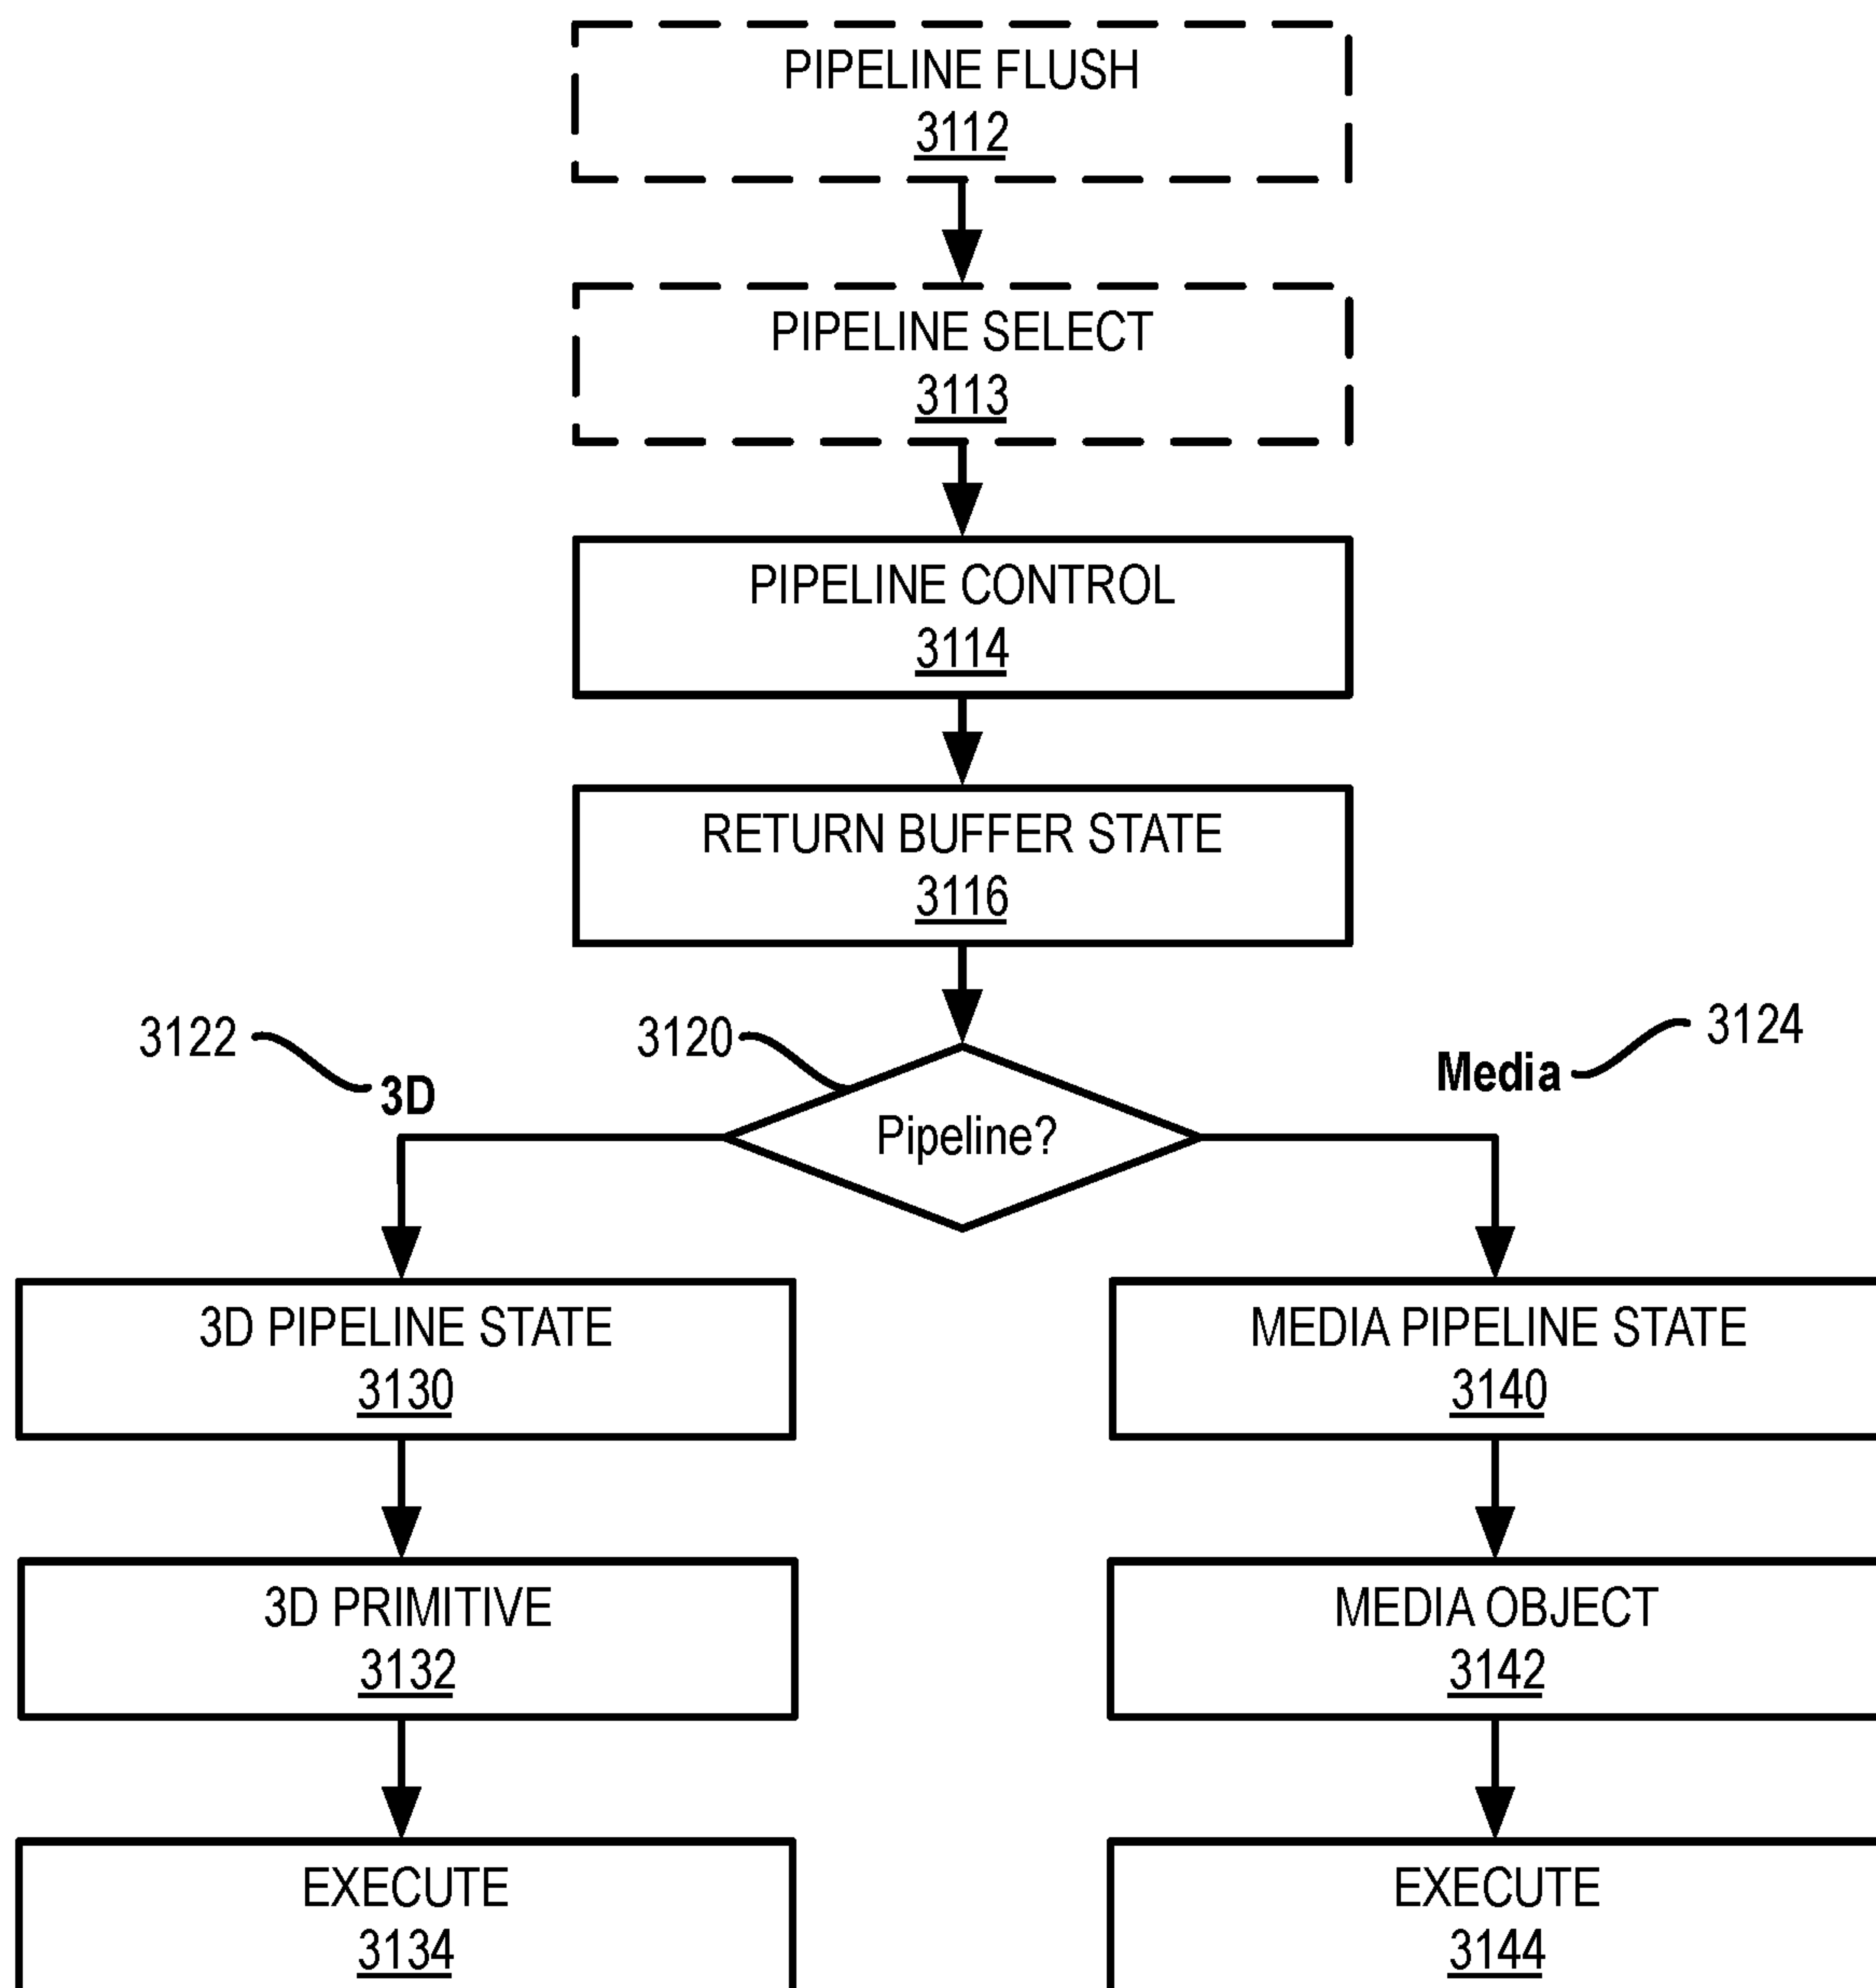 PIPELINE FLUSH
3112
PIPELINE SELECT
3113
PIPELINE CONTROL
3114
RETURN BUFFER STATE
3116
3122
3120
3124
3D
Media
Pipeline?
3D PIPELINE STATE
3130
MEDIA PIPELINE STATE
3140
3D PRIMITIVE
3132
MEDIA OBJECT
3142
EXECUTE
3134
EXECUTE
3144